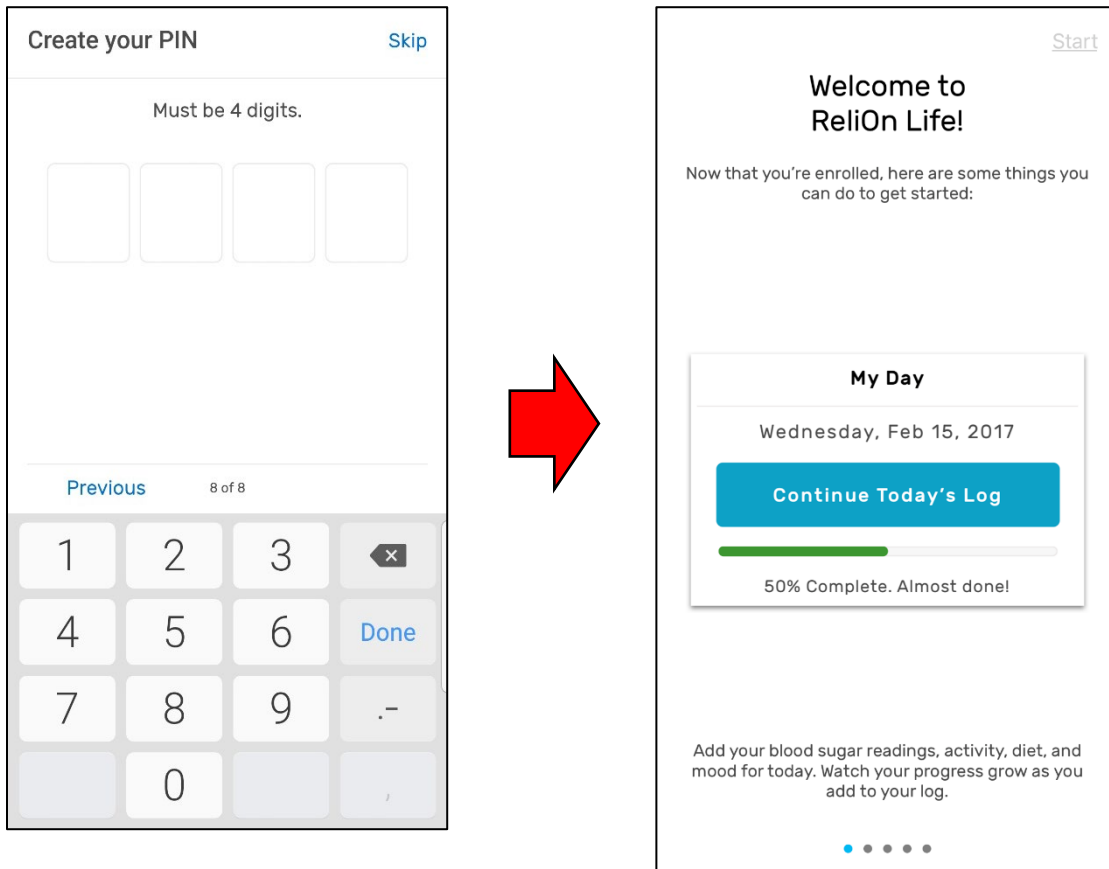 Create your PIN
Skip
Must be 4 digits.
Previous
8 of 8
1 2 3
4 5 6 Done
7 8 9 .-
0 ,
Start
Welcome to
ReliOn Life!
Now that you're enrolled, here are some things you
can do to get started:
My Day
Wednesday, Feb 15, 2017
Continue Today's Log
50% Complete. Almost done!
Add your blood sugar readings, activity, diet, and
mood for today. Watch your progress grow as you
add to your log.